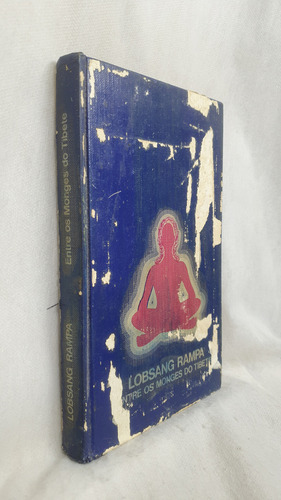 LOBSANG RAMPA Entre os Monges do Tibete
LOBSANG RAMPA
ENTRE OS MONGES DO TIBETE